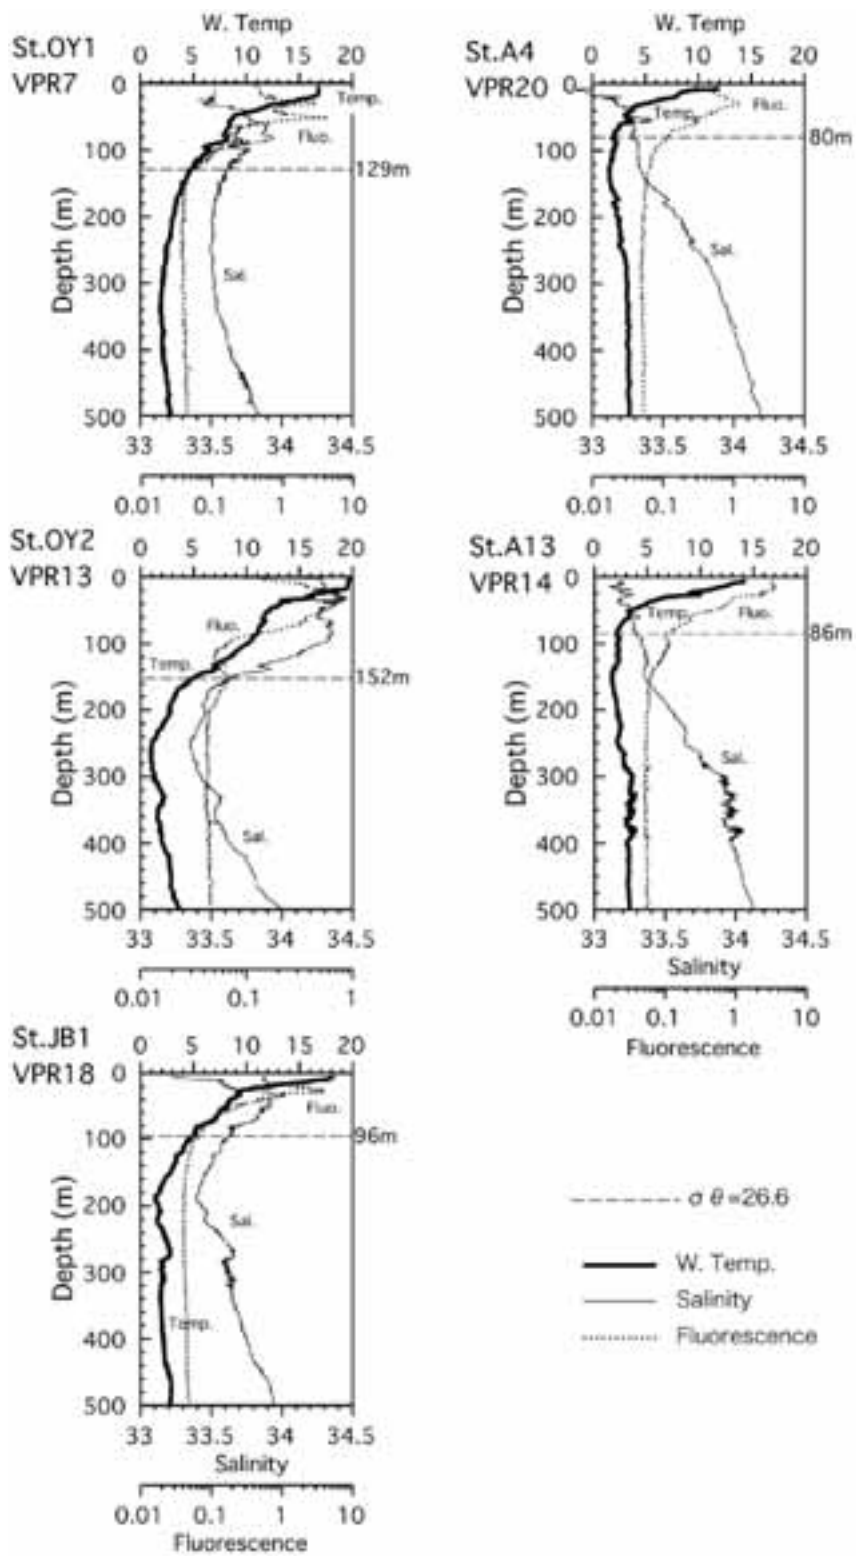 W. Temp
St.OY1
VPR7
0 5 10 15 20
0
100
200
300
400
500
Depth (m)
Temp.
Fluo.
129m
Sal.
33 33.5 34 34.5
0.01 0.1 1 10
W. Temp
St.A4
VPR20
0 5 10 15 20
0
100
200
300
400
500
Depth (m)
Temp.
Fluo.
80m
Sal.
33 33.5 34 34.5
0.01 0.1 1 10
St.OY2
VPR13
0 5 10 15 20
0
100
200
300
400
500
Depth (m)
Fluo.
Temp.
152m
Sal.
33 33.5 34 34.5
0.01 0.1 1
St.A13
VPR14
0 5 10 15 20
0
100
200
300
400
500
Depth (m)
Temp.
Fluo.
86m
Sal.
33 33.5 34 34.5
Salinity
0.01 0.1 1 10
Fluorescence
St.JB1
VPR18
0 5 10 15 20
0
100
200
300
400
500
Depth (m)
Fluo.
96m
Sal.
Temp.
33 33.5 34 34.5
Salinity
0.01 0.1 1 10
Fluorescence
σ θ=26.6
W. Temp.
Salinity
Fluorescence